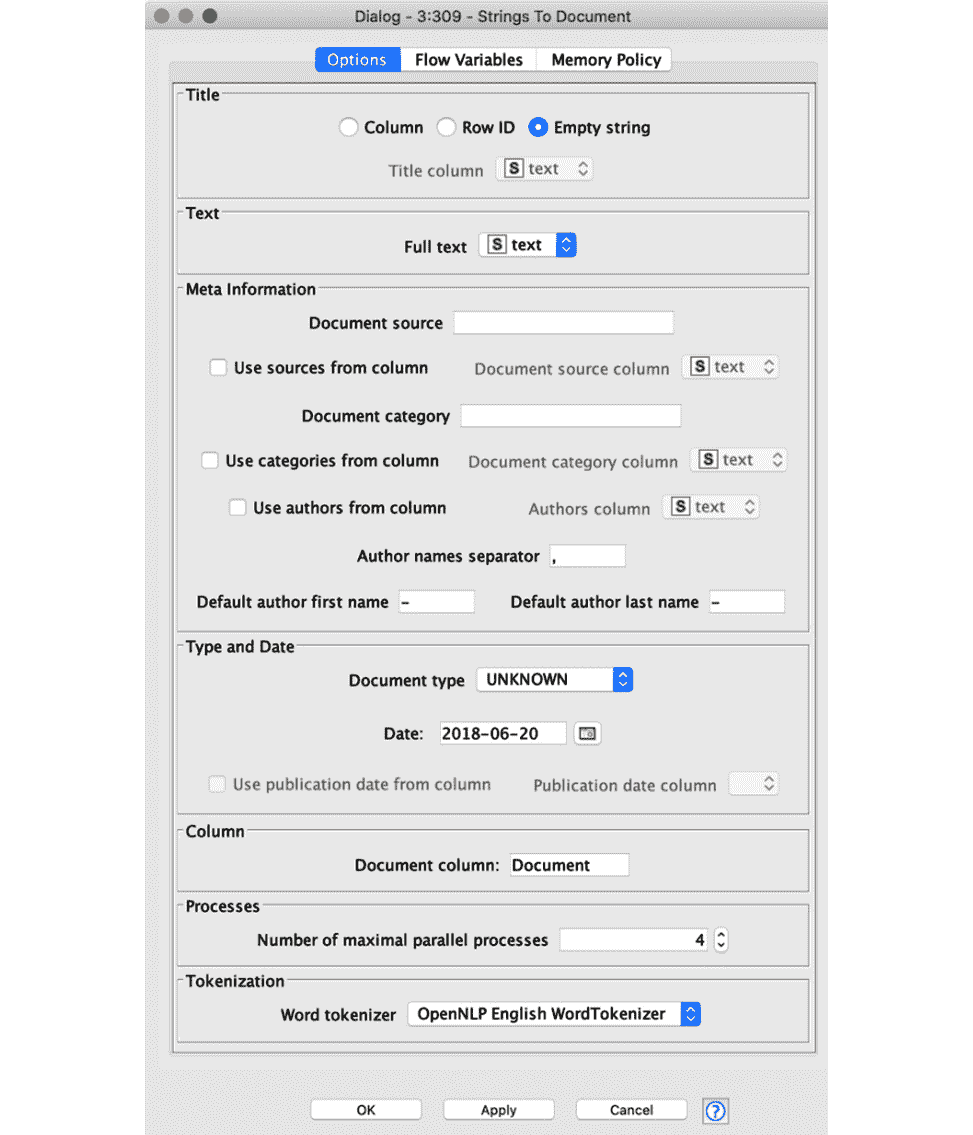 Dialog - 3:309 - Strings To Document
Options Flow Variables Memory Policy
Title
Column Row ID Empty string
Title column S text
Text
Full text S text
Meta Information
Document source
Use sources from column Document source column S text
Document category
Use categories from column Document category column S text
Use authors from column Authors column S text
Author names separator ,
Default author first name - Default author last name -
Type and Date
Document type UNKNOWN
Date: 2018-06-20
Use publication date from column Publication date column
Column
Document column: Document
Processes
Number of maximal parallel processes 4
Tokenization
Word tokenizer OpenNLP English WordTokenizer
OK Apply Cancel ?